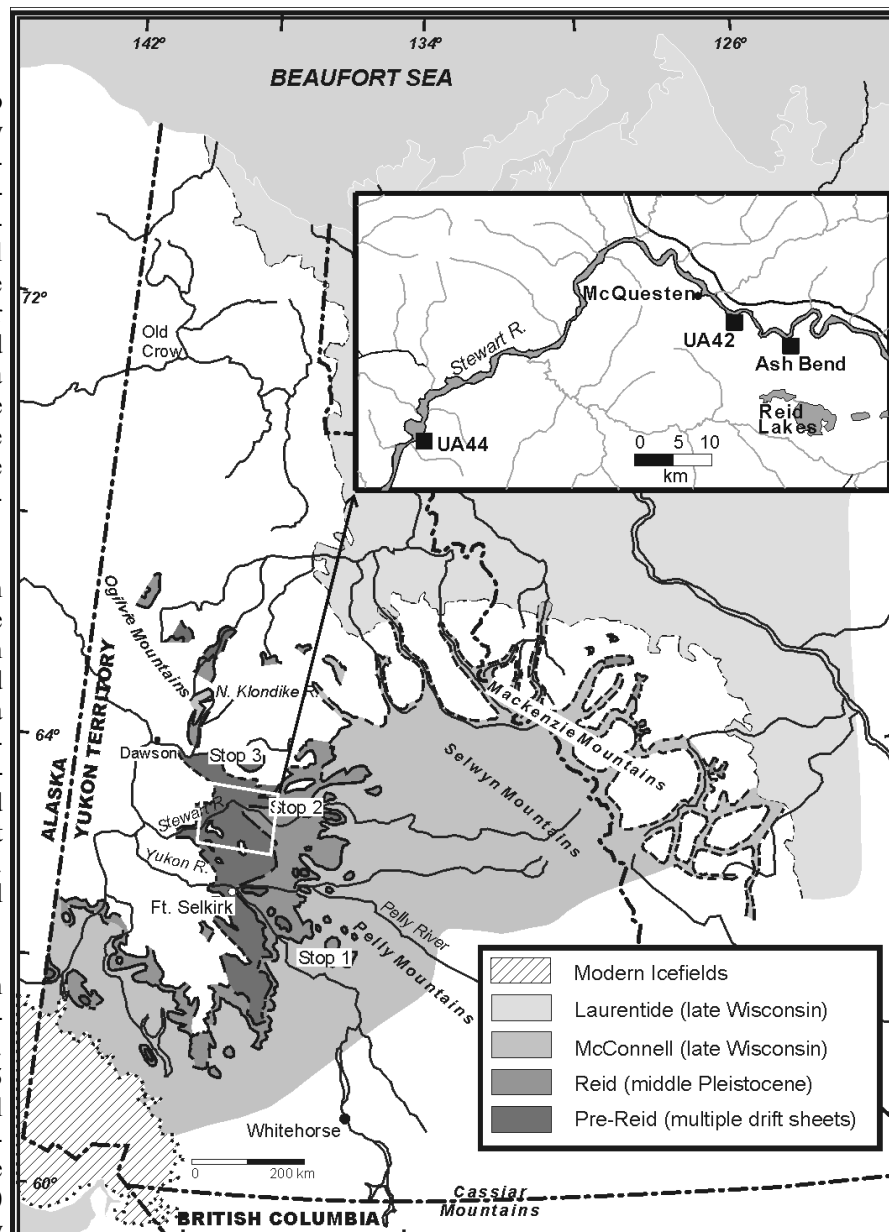 142º
134º
126º
BEAUFORT SEA
72º
Old
Crow
McQuesten
UA42
Ash Bend
Stewart R.
Reid
Lakes
UA44
0 5 10
km
Ogilvie Mountains
ALASKA
YUKON TERRITORY
N. Klondike R.
64º
Dawson
Stop 3
Mackenzie Mountains
Selwyn Mountains
Stop 2
Stewart R.
Yukon R.
Ft. Selkirk
Pelly River
Pelly Mountains
Stop 1
Modern Icefields
Laurentide (late Wisconsin)
McConnell (late Wisconsin)
Reid (middle Pleistocene)
Pre-Reid (multiple drift sheets)
Whitehorse
0 200 km
60º
Cassiar
Mountains
BRITISH COLUMBIA